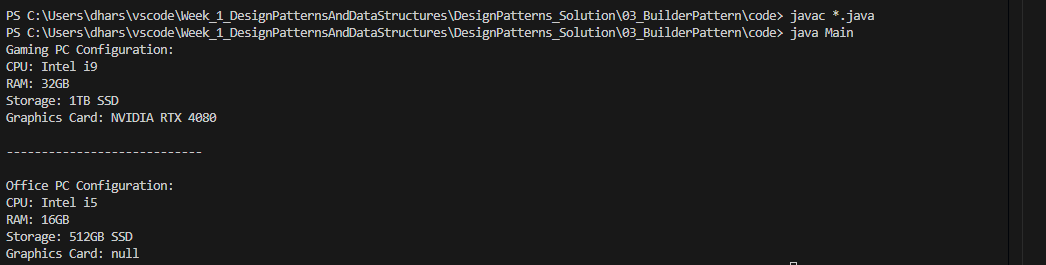 PS C:\Users\dhars\vscode\Week_1_DesignPatternsAndDataStructures\DesignPatterns_Solution\03_BuilderPattern\code> javac *.java
PS C:\Users\dhars\vscode\Week_1_DesignPatternsAndDataStructures\DesignPatterns_Solution\03_BuilderPattern\code> java Main
Gaming PC Configuration:
CPU: Intel i9
RAM: 32GB
Storage: 1TB SSD
Graphics Card: NVIDIA RTX 4080
----------------------------
Office PC Configuration:
CPU: Intel i5
RAM: 16GB
Storage: 512GB SSD
Graphics Card: null